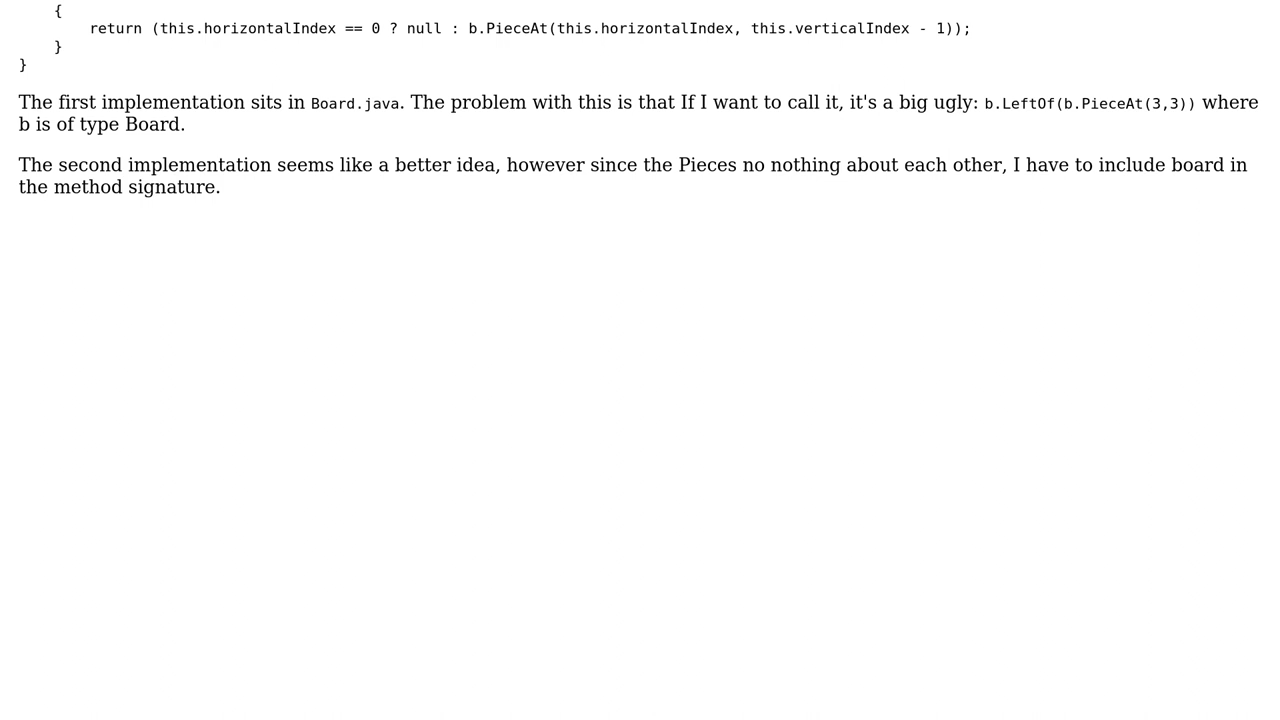 {
return (this.horizontalIndex == 0 ? null : b.PieceAt(this.horizontalIndex, this.verticalIndex - 1));
}
}
The first implementation sits in Board.java. The problem with this is that If I want to call it, it's a big ugly: b.LeftOf(b.PieceAt(3,3)) where
b is of type Board.
The second implementation seems like a better idea, however since the Pieces no nothing about each other, I have to include board in
the method signature.